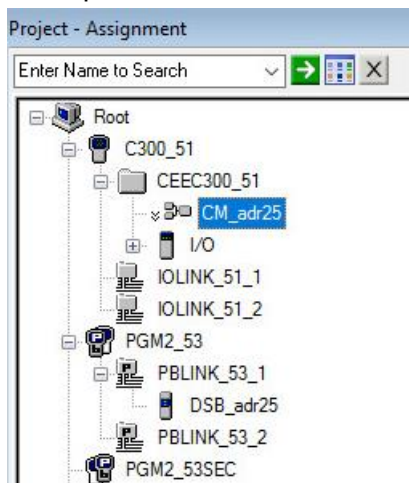 Project - Assignment
Enter Name to Search
Root
C300_51
CEEC300_51
CM_adr25
I/O
IOLINK_51_1
IOLINK_51_2
PGM2_53
PBLINK_53_1
DSB_adr25
PBLINK_53_2
PGM2_53SEC